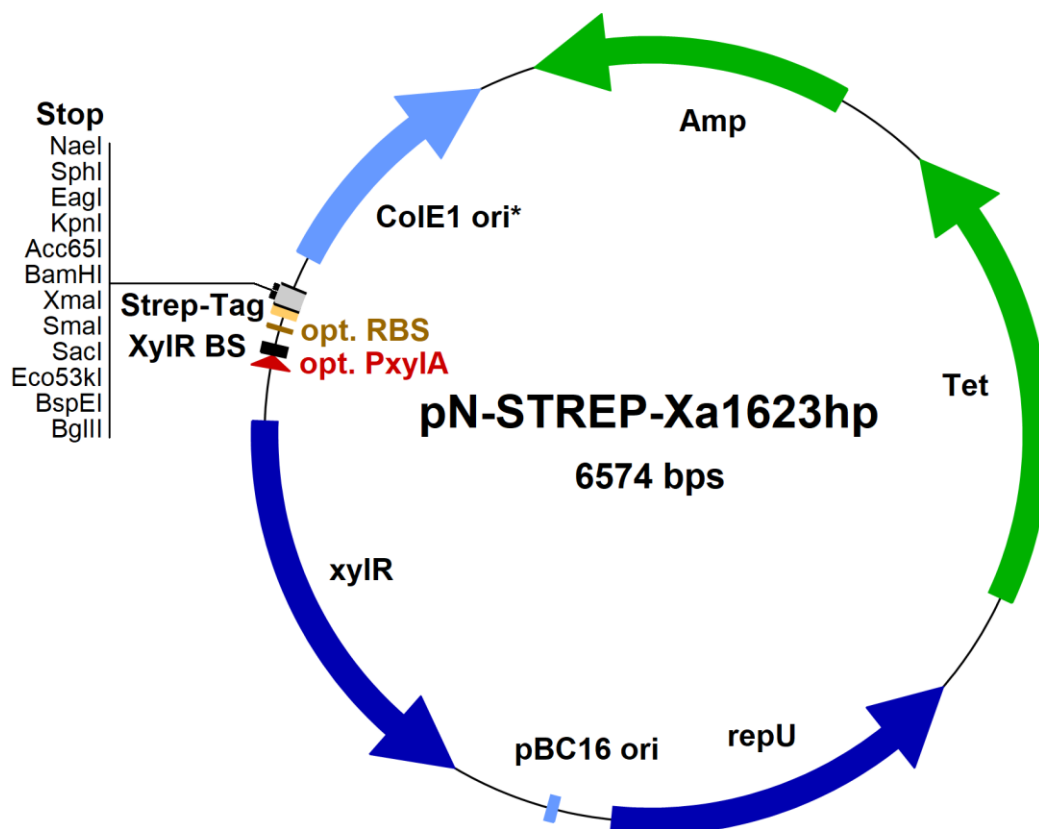 Stop
NaeI
SphI
EagI
KpnI
Acc65I
BamHI
XmaI
SmaI
SacI
Eco53kI
BspEI
BglII
Amp
ColE1 ori*
Strep-Tag
opt. RBS
XylR BS
opt. PxylA
Tet
pN-STREP-Xa1623hp
6574 bps
xylR
pBC16 ori
repU